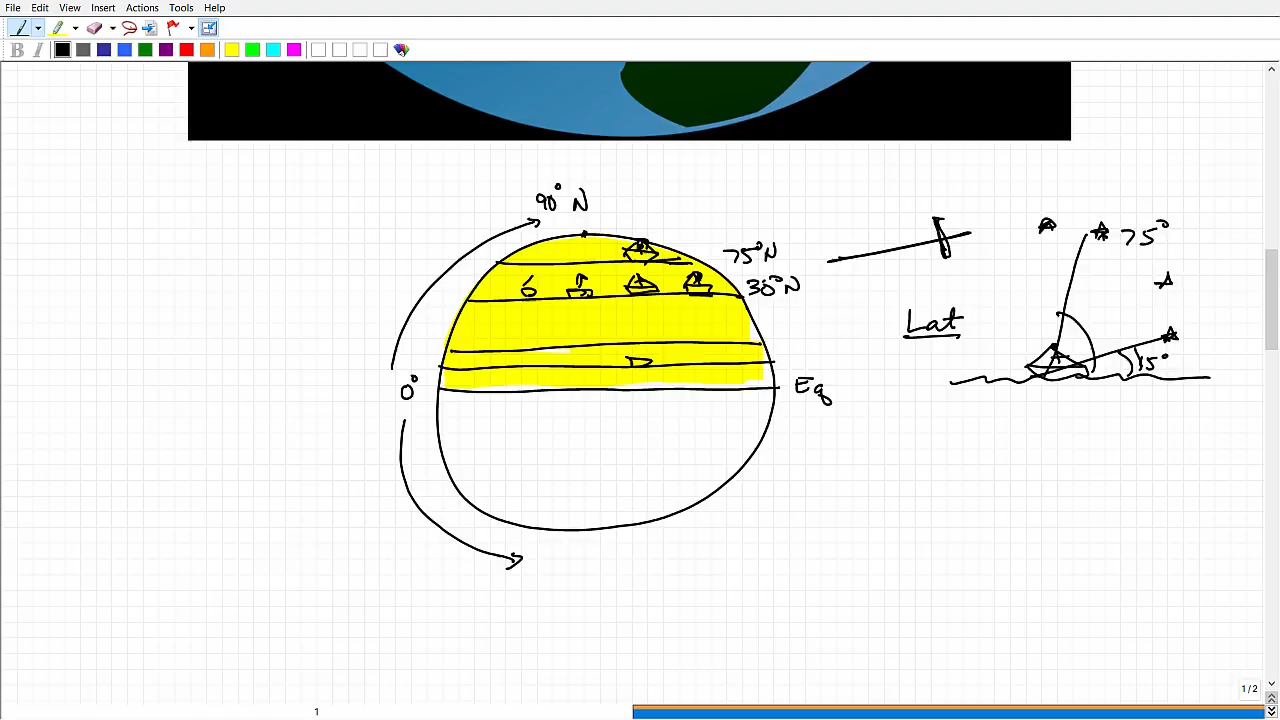 File Edit View Insert Actions Tools Help
B I
90° N
75° N
30° N
75°
Lat
15°
0°
Eq
1/2
1